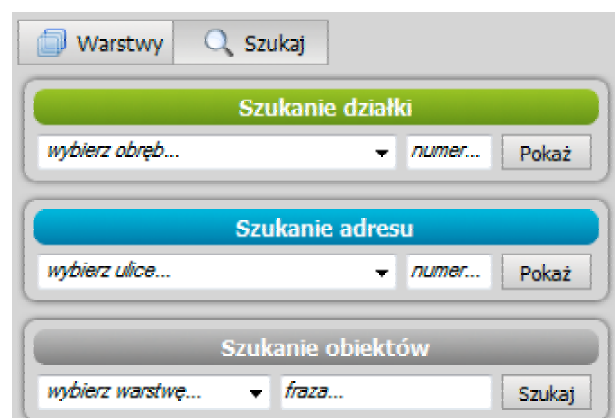 Warstwy Szukaj
Szukanie działki
wybierz obręb... numer... Pokaż
Szukanie adresu
wybierz ulice... numer... Pokaż
Szukanie obiektów
wybierz warstwę... fraza... Szukaj